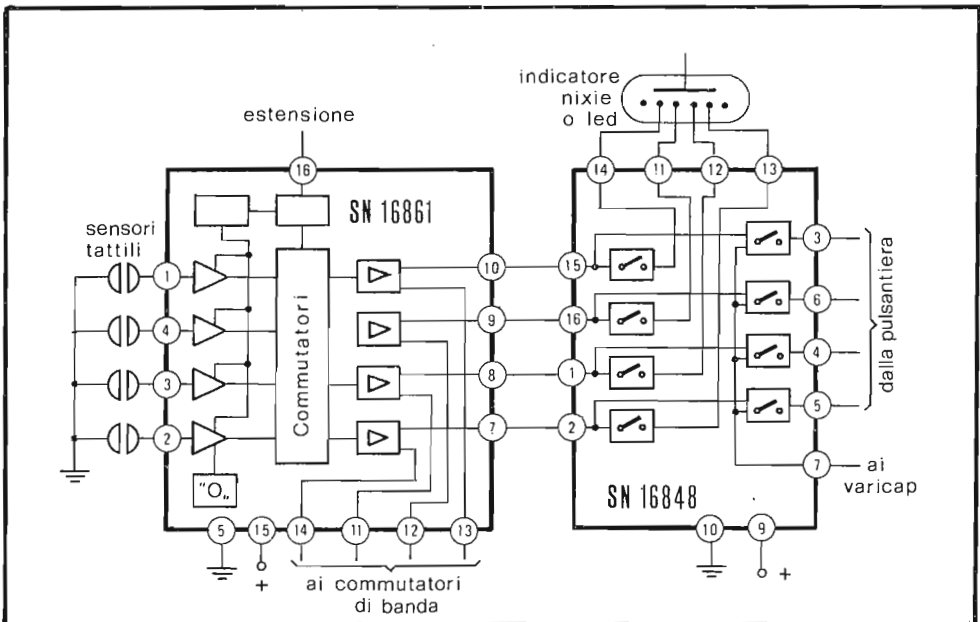 indicatore
nixie
o led
estensione
16
14
11
12
13
SN 16861
sensori
tattili
1
4
3
2
Commutatori
"O"
10
9
8
7
15
16
1
2
3
6
4
5
7
dalla pulsantiera
ai
varicap
SN 16848
5
15
14
11
12
13
+
10
9
+
ai commutatori
di banda